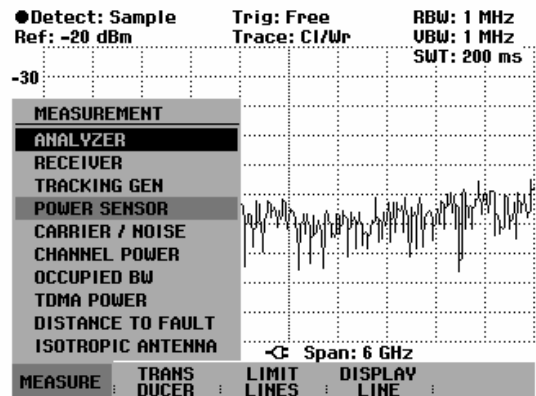 Detect: Sample Trig: Free RBW: 1 MHz
Ref: -20 dBm Trace: Cl/Wr VBW: 1 MHz
SWT: 200 ms
-30
MEASUREMENT
ANALYZER
RECEIVER
TRACKING GEN
POWER SENSOR
CARRIER / NOISE
CHANNEL POWER
OCCUPIED BW
TDMA POWER
DISTANCE TO FAULT
ISOTROPIC ANTENNA
Span: 6 GHz
MEASURE TRANS DUCER LIMIT LINES DISPLAY LINE